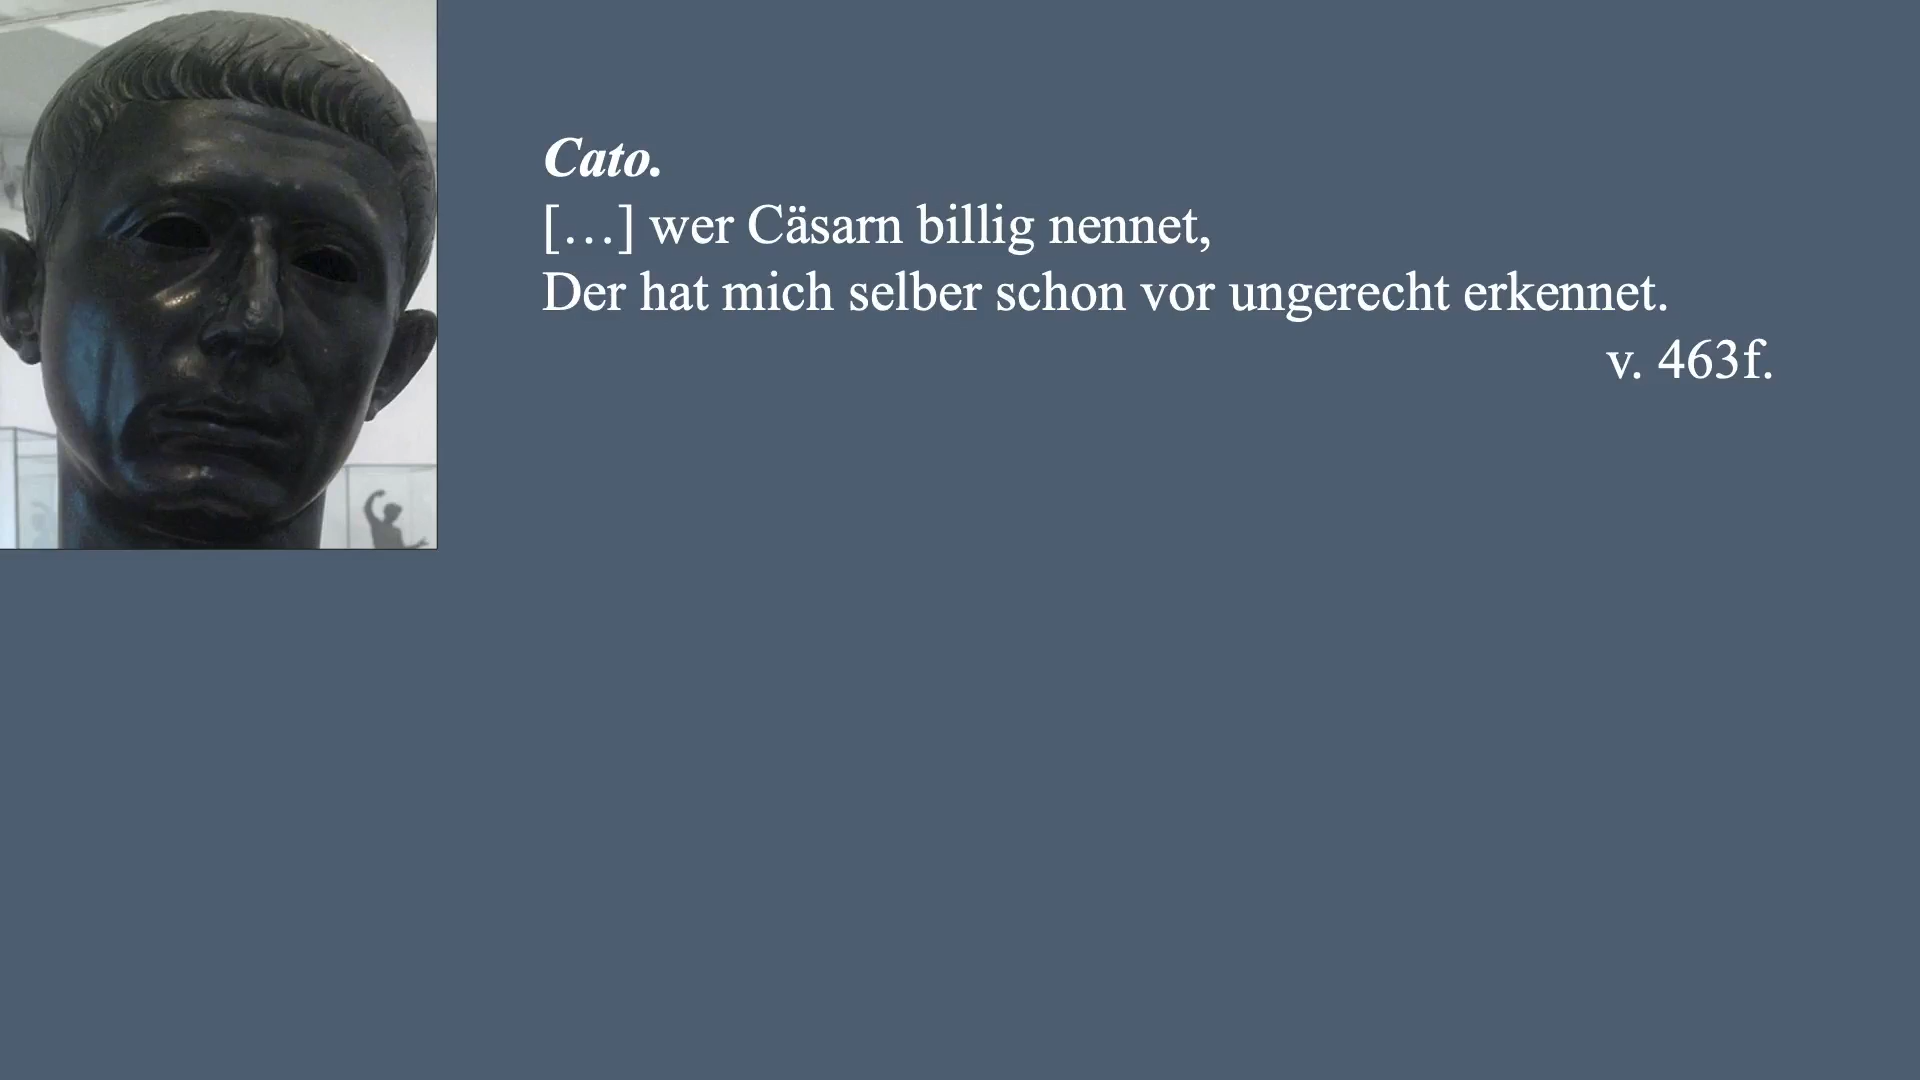 Cato.
[…] wer Cäsarn billig nennet,
Der hat mich selber schon vor ungerecht erkennet.
v. 463f.